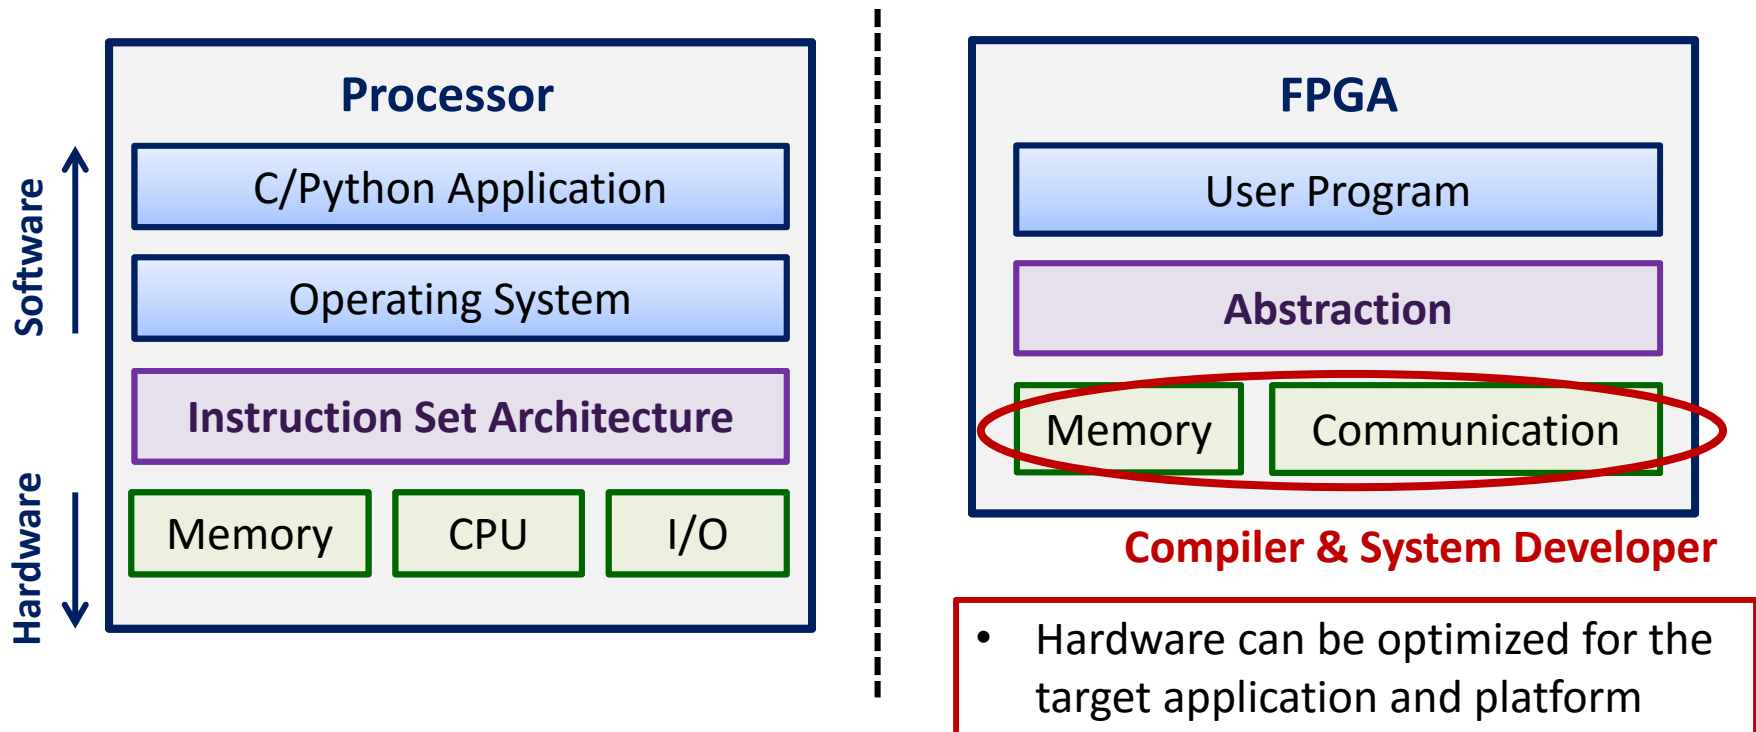 Processor
C/Python Application
Operating System
Instruction Set Architecture
Memory
CPU
I/O
Software
Hardware
FPGA
User Program
Abstraction
Memory
Communication
Compiler & System Developer
• Hardware can be optimized for the
target application and platform